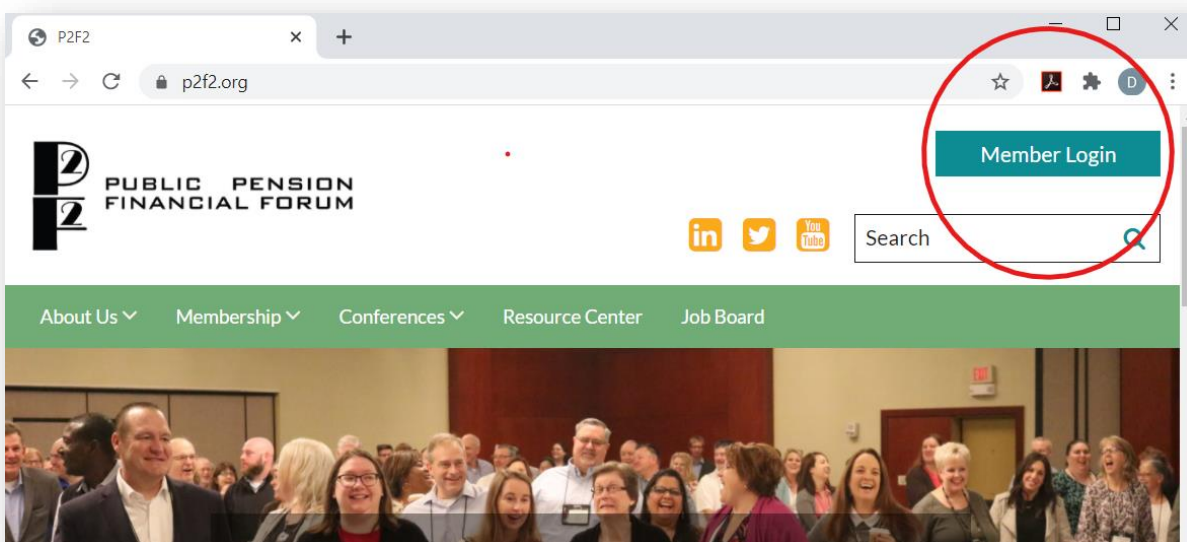 P2F2
p2f2.org
D
Member Login
P2
F2
PUBLIC PENSION
FINANCIAL FORUM
in
You
Tube
Search
About Us
Membership
Conferences
Resource Center
Job Board
EXIT